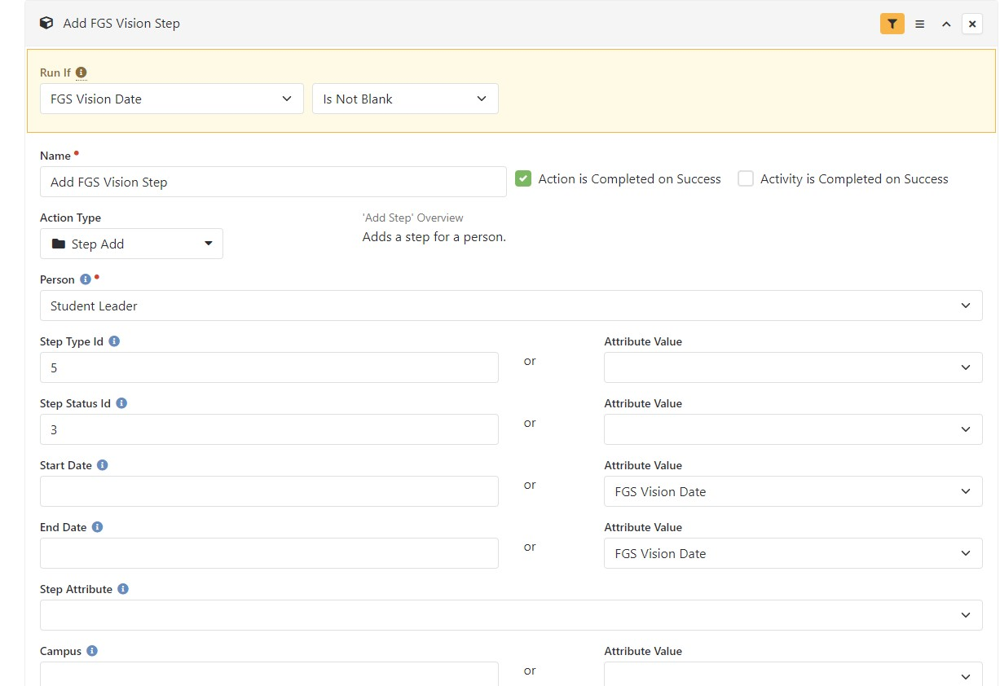 Add FGS Vision Step
Run If
FGS Vision Date Is Not Blank
Name
Add FGS Vision Step Action is Completed on Success Activity is Completed on Success
Action Type 'Add Step' Overview
Step Add Adds a step for a person.
Person
Student Leader
Step Type Id Attribute Value
5 or
Step Status Id Attribute Value
3 or
Start Date Attribute Value
or FGS Vision Date
End Date Attribute Value
or FGS Vision Date
Step Attribute
Campus Attribute Value
or